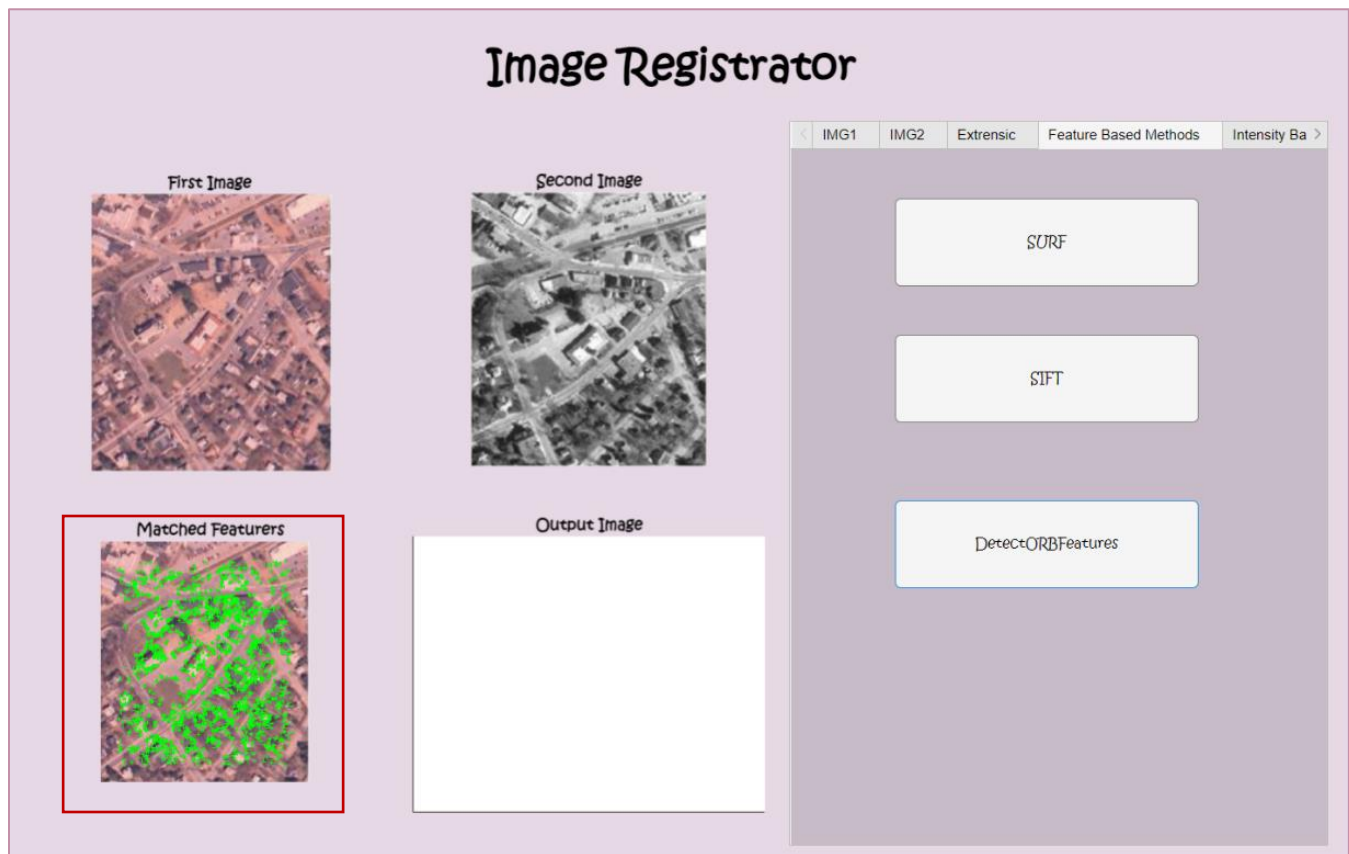 Image Registrator
IMG1
IMG2
Extrensic
Feature Based Methods
Intensity Ba
First Image
Second Image
SURF
SIFT
Matched Featurers
Output Image
DetectORBFeatures